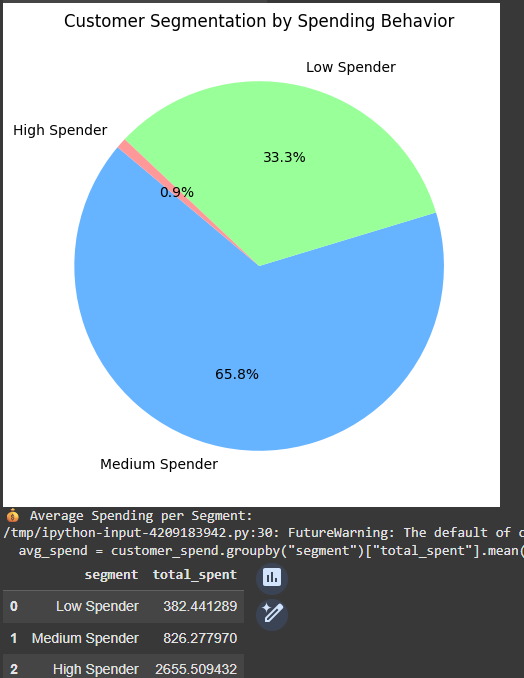 Customer Segmentation by Spending Behavior
Low Spender
High Spender
33.3%
0.9%
65.8%
Medium Spender
💰 Average Spending per Segment:
/tmp/ipython-input-4209183942.py:30: FutureWarning: The default of
avg_spend = customer_spend.groupby("segment")["total_spent"].mean(
segment total_spent
0 Low Spender 382.441289
1 Medium Spender 826.277970
2 High Spender 2655.509432